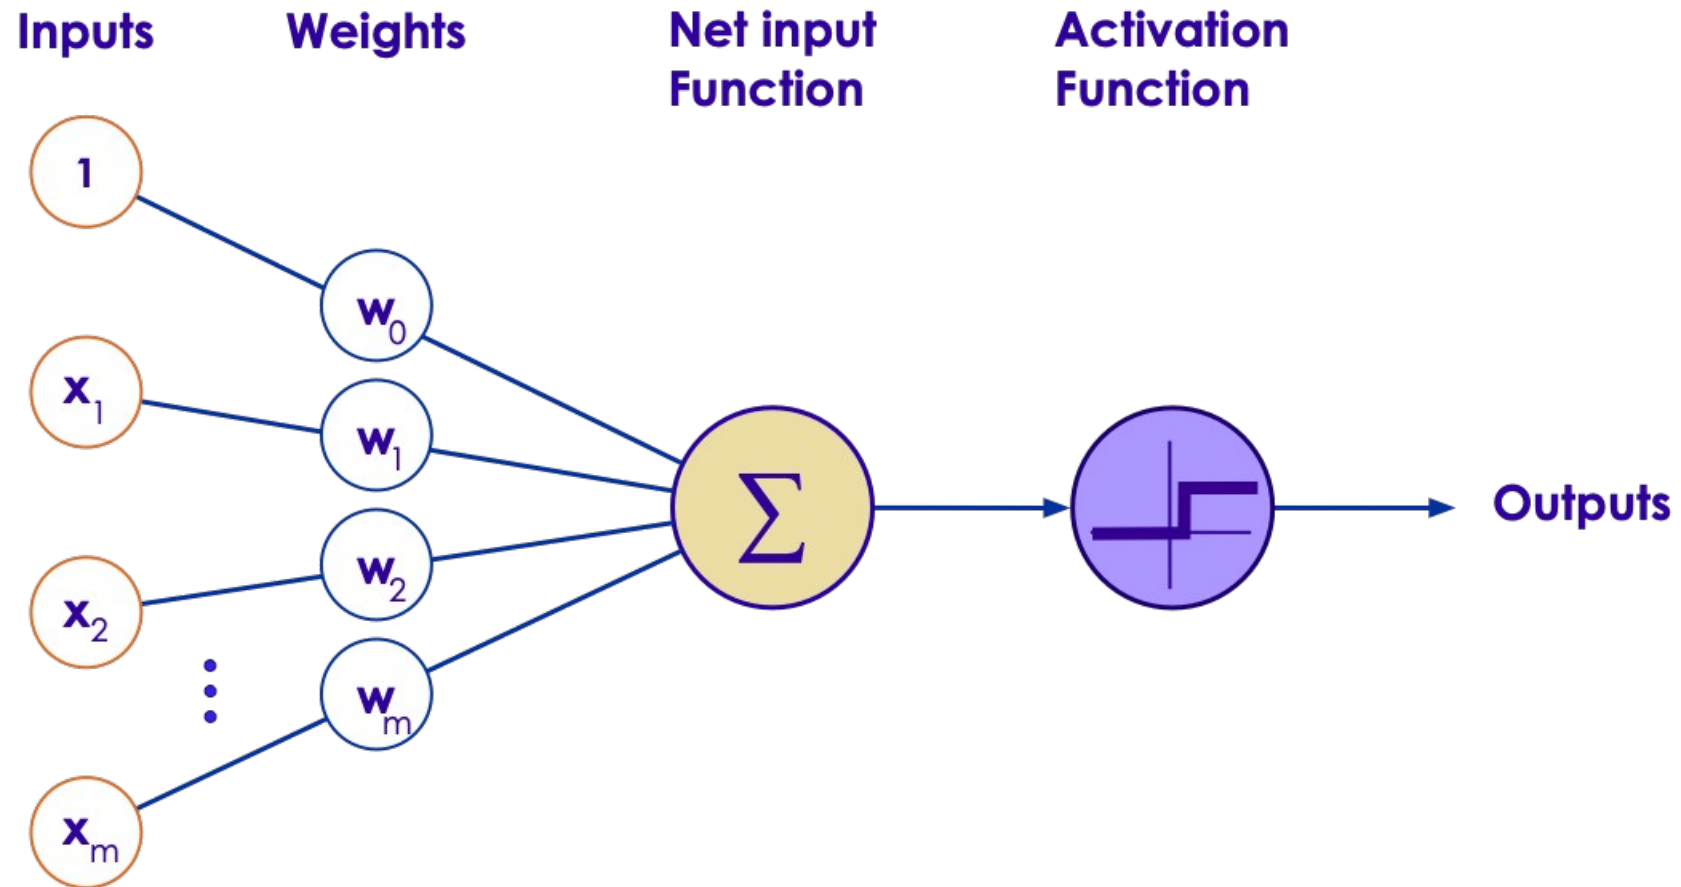 Inputs
Weights
Net input
Function
Activation
Function
1
x1
x2
xm
w0
w1
w2
wm
∑
Outputs